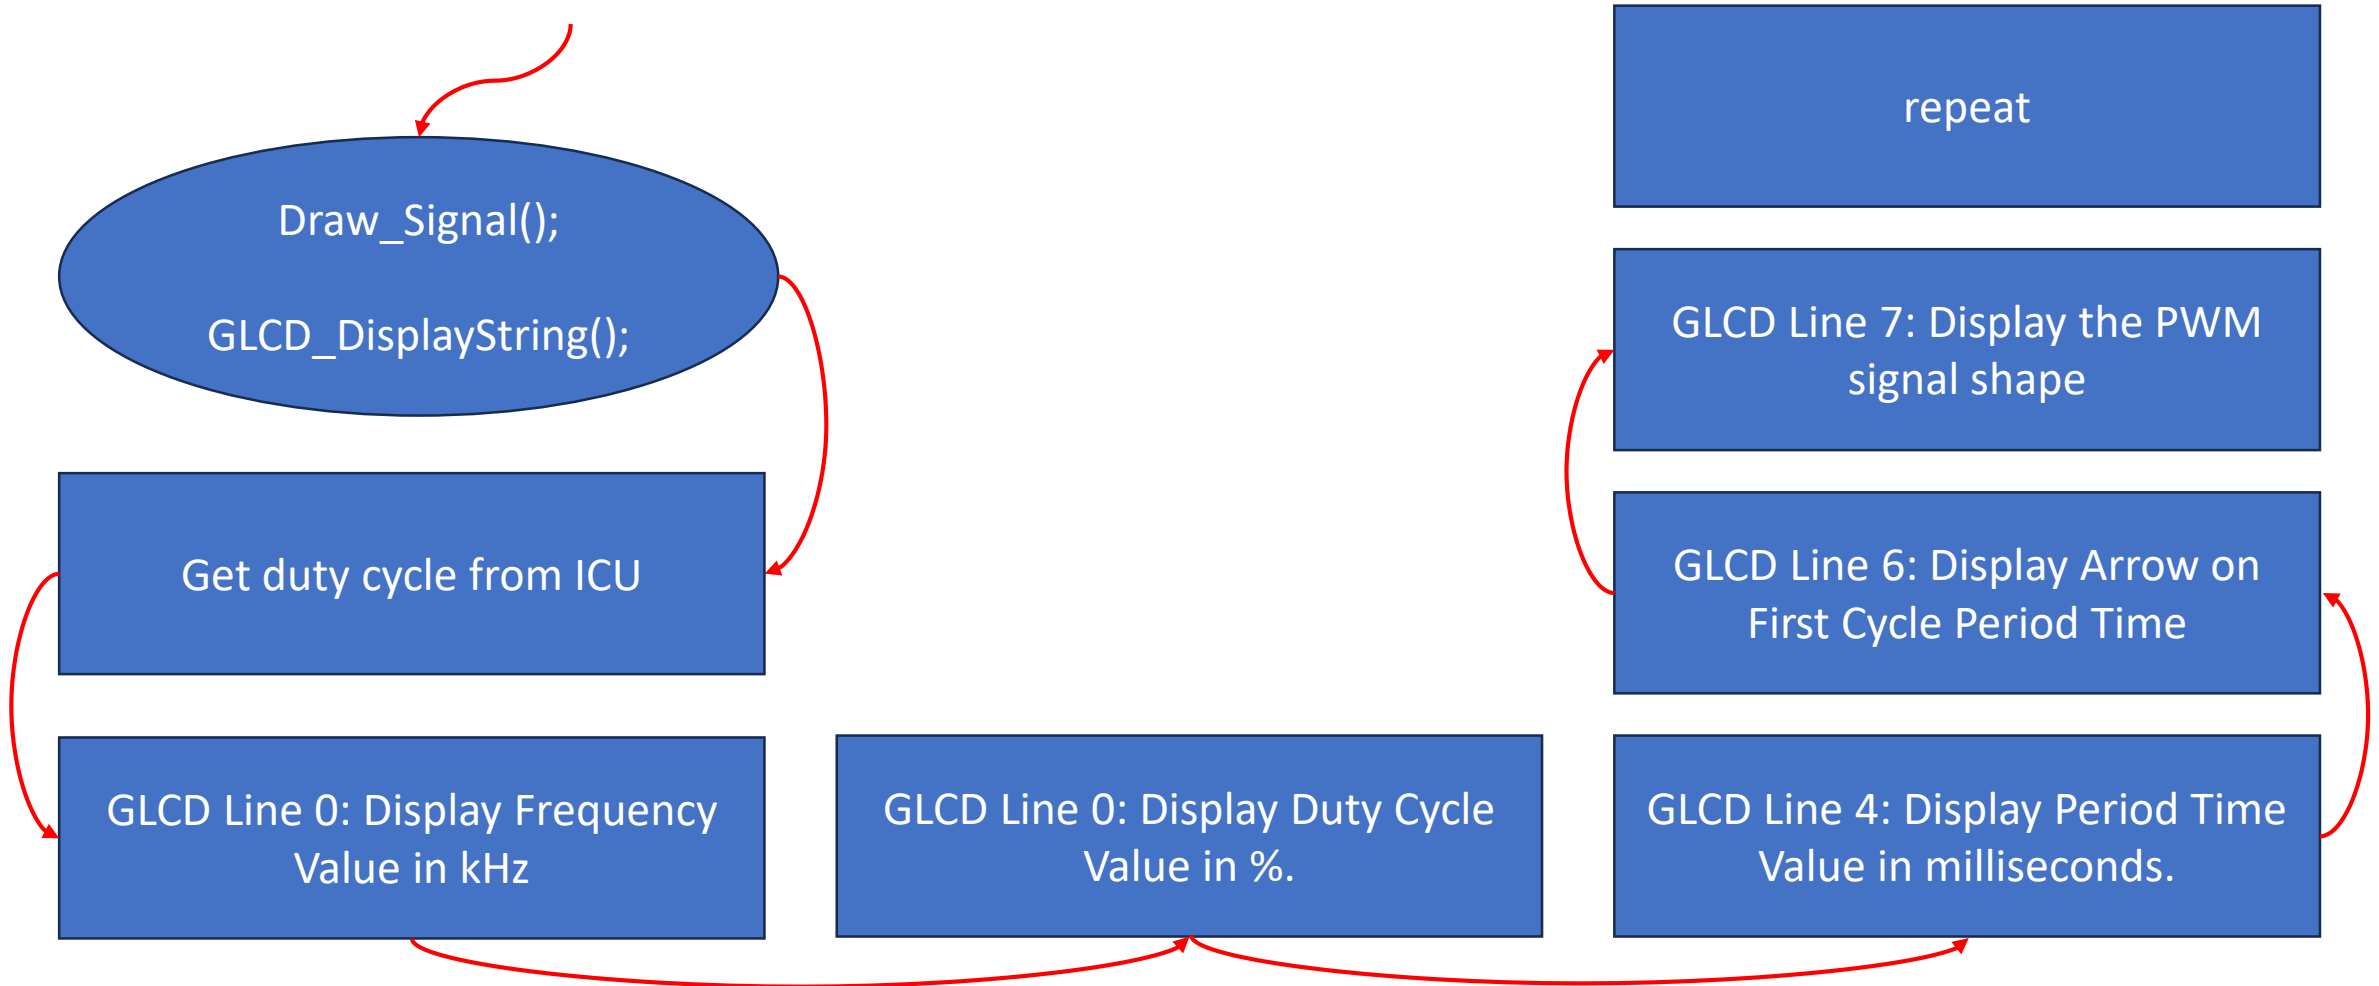 Draw_Signal();
GLCD_DisplayString();
Get duty cycle from ICU
GLCD Line 0: Display Frequency
Value in kHz
GLCD Line 0: Display Duty Cycle
Value in %.
GLCD Line 4: Display Period Time
Value in milliseconds.
GLCD Line 6: Display Arrow on
First Cycle Period Time
GLCD Line 7: Display the PWM
signal shape
repeat